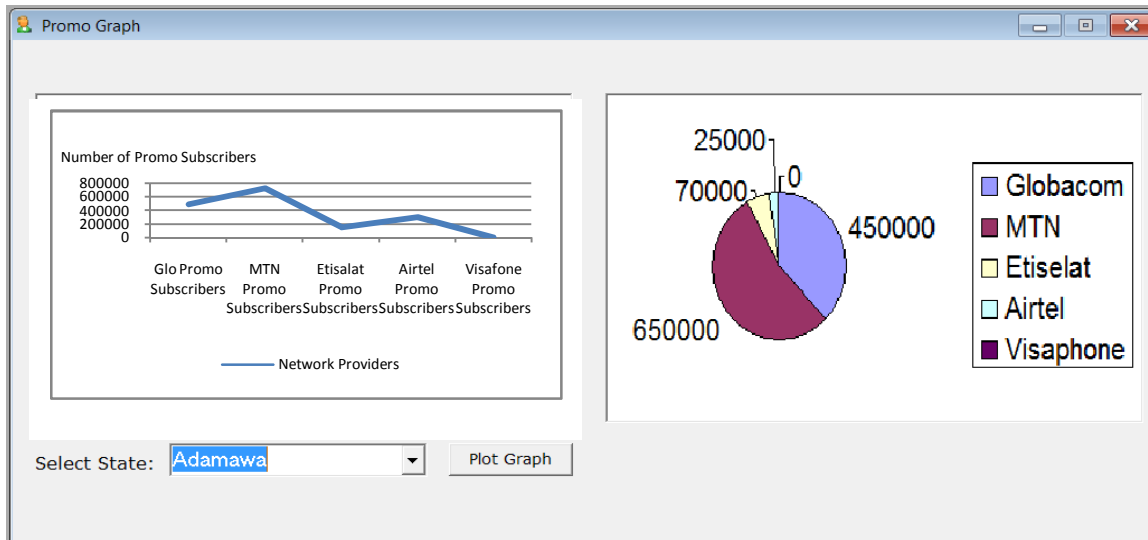 Promo Graph
Number of Promo Subscribers
800000
600000
400000
200000
0
Glo Promo Subscribers
MTN Promo Subscribers
Etisalat Promo Subscribers
Airtel Promo Subscribers
Visafone Promo Subscribers
Network Providers
25000
0
70000
450000
650000
Globacom
MTN
Etiselat
Airtel
Visaphone
Select State:
Adamawa
Plot Graph